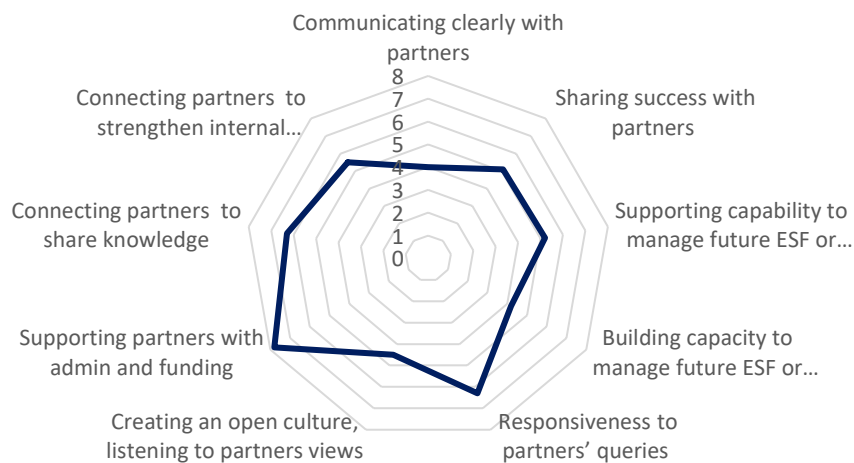 Communicating clearly with
partners
Sharing success with
partners
Supporting capability to
manage future ESF or...
Building capacity to
manage future ESF or...
Responsiveness to
partners’ queries
Creating an open culture,
listening to partners views
Supporting partners with
admin and funding
Connecting partners to
share knowledge
Connecting partners to
strengthen internal...
8
7
6
5
4
3
2
1
0